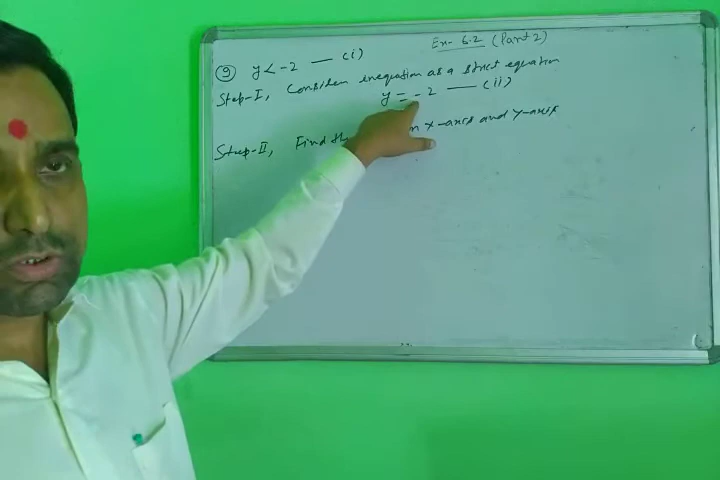 Ex- 6.2 (Part 2)
(9) y < -2 — (i)
Step-I, Consider inequation as a strict equation
y = -2 — (ii)
Step-II, Find the on X-axis and Y-axis